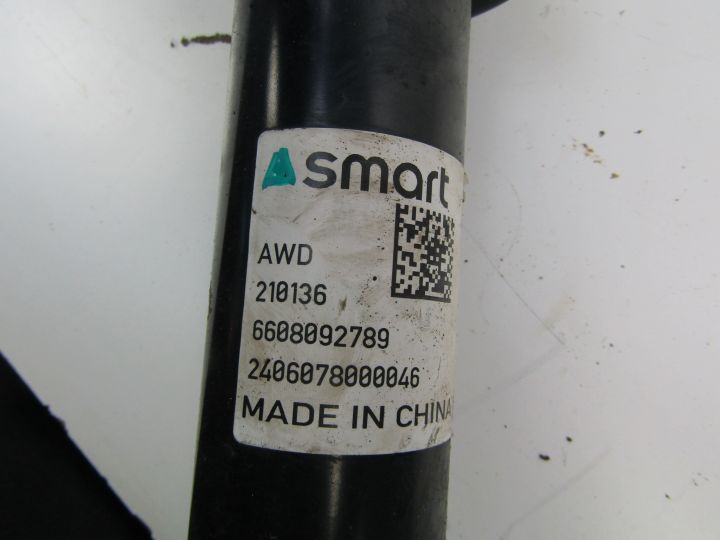 smart
AWD
210136
6608092789
2406078000046
MADE IN CHINA